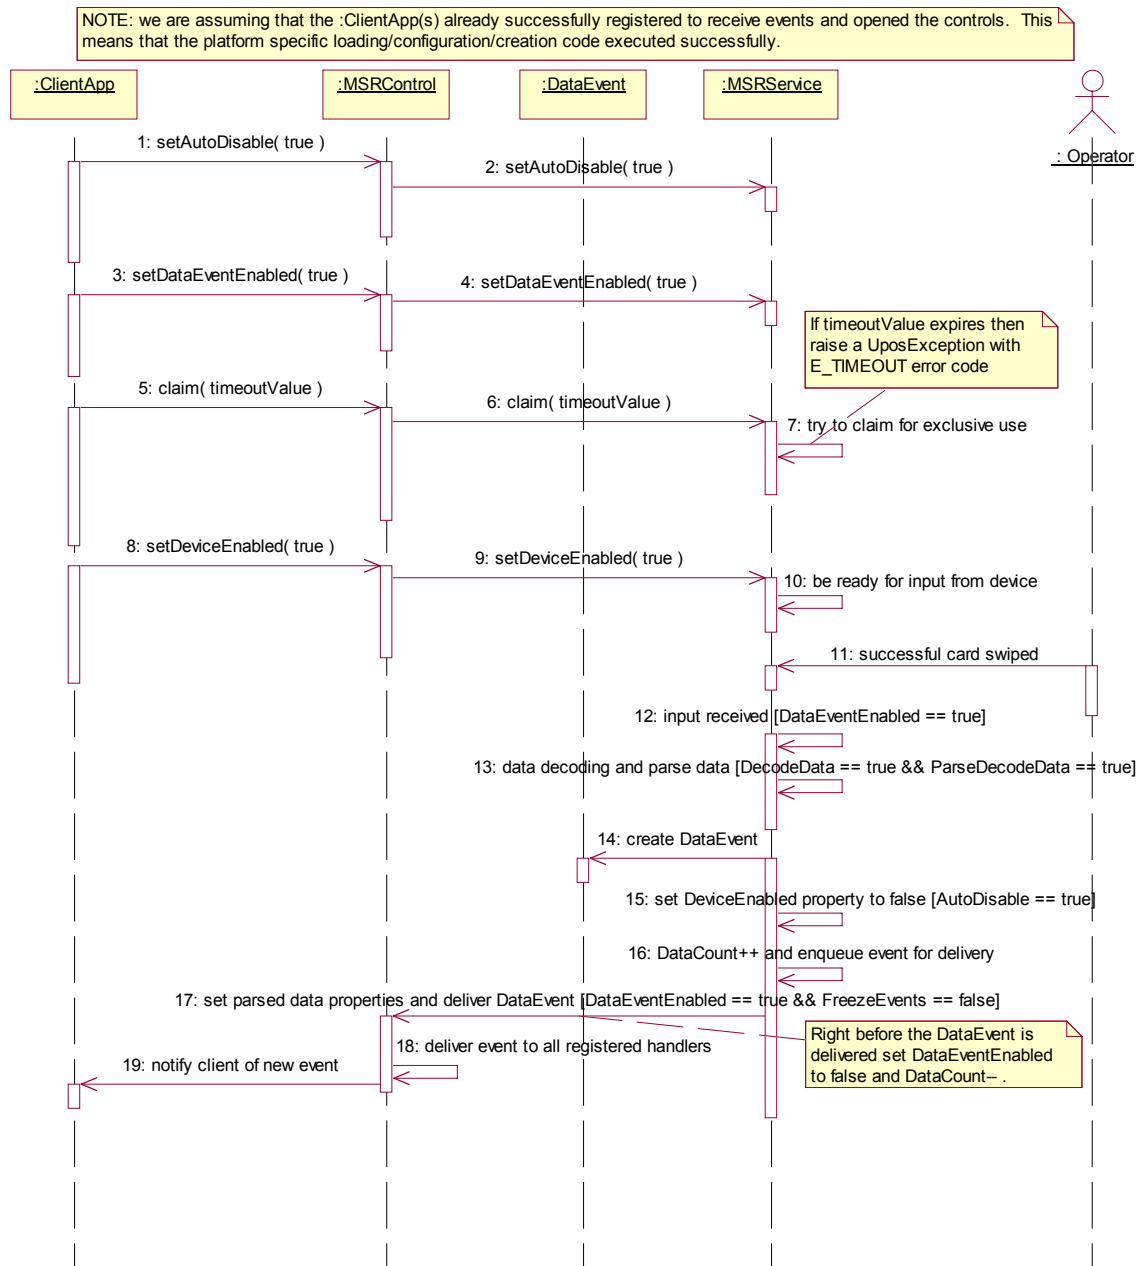 NOTE: we are assuming that the :ClientApp(s) already successfully registered to receive events and opened the controls. This
means that the platform specific loading/configuration/creation code executed successfully.
:ClientApp
:MSRControl
:DataEvent
:MSRService
: Operator
1: setAutoDisable( true )
2: setAutoDisable( true )
3: setDataEventEnabled( true )
4: setDataEventEnabled( true )
If timeoutValue expires then
raise a UposException with
E_TIMEOUT error code
5: claim( timeoutValue )
6: claim( timeoutValue )
7: try to claim for exclusive use
8: setDeviceEnabled( true )
9: setDeviceEnabled( true )
10: be ready for input from device
11: successful card swiped
12: input received [DataEventEnabled == true]
13: data decoding and parse data [DecodeData == true && ParseDecodeData == true]
14: create DataEvent
15: set DeviceEnabled property to false [AutoDisable == true]
16: DataCount++ and enqueue event for delivery
17: set parsed data properties and deliver DataEvent [DataEventEnabled == true && FreezeEvents == false]
Right before the DataEvent is
delivered set DataEventEnabled
to false and DataCount-- .
18: deliver event to all registered handlers
19: notify client of new event